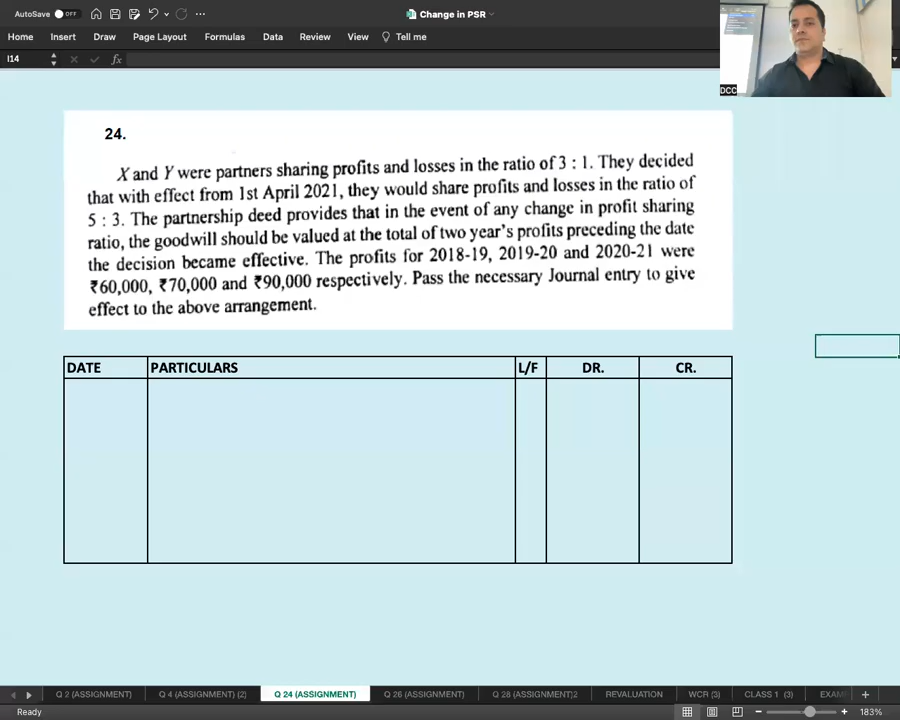 AutoSave OFF ... Change in PSR
Home Insert Draw Page Layout Formulas Data Review View Tell me
I14 fx
DCC
24.
X and Y were partners sharing profits and losses in the ratio of 3 : 1. They decided
that with effect from 1st April 2021, they would share profits and losses in the ratio of
5 : 3. The partnership deed provides that in the event of any change in profit sharing
ratio, the goodwill should be valued at the total of two year's profits preceding the date
the decision became effective. The profits for 2018-19, 2019-20 and 2020-21 were
₹60,000, ₹70,000 and ₹90,000 respectively. Pass the necessary Journal entry to give
effect to the above arrangement.
DATE PARTICULARS L/F DR. CR.
Q 2 (ASSIGNMENT) Q 4 (ASSIGNMENT) (2) Q 24 (ASSIGNMENT) Q 26 (ASSIGNMENT) Q 28 (ASSIGNMENT)2 REVALUATION WCR (3) CLASS 1 (3) EXAM +
Ready 183%